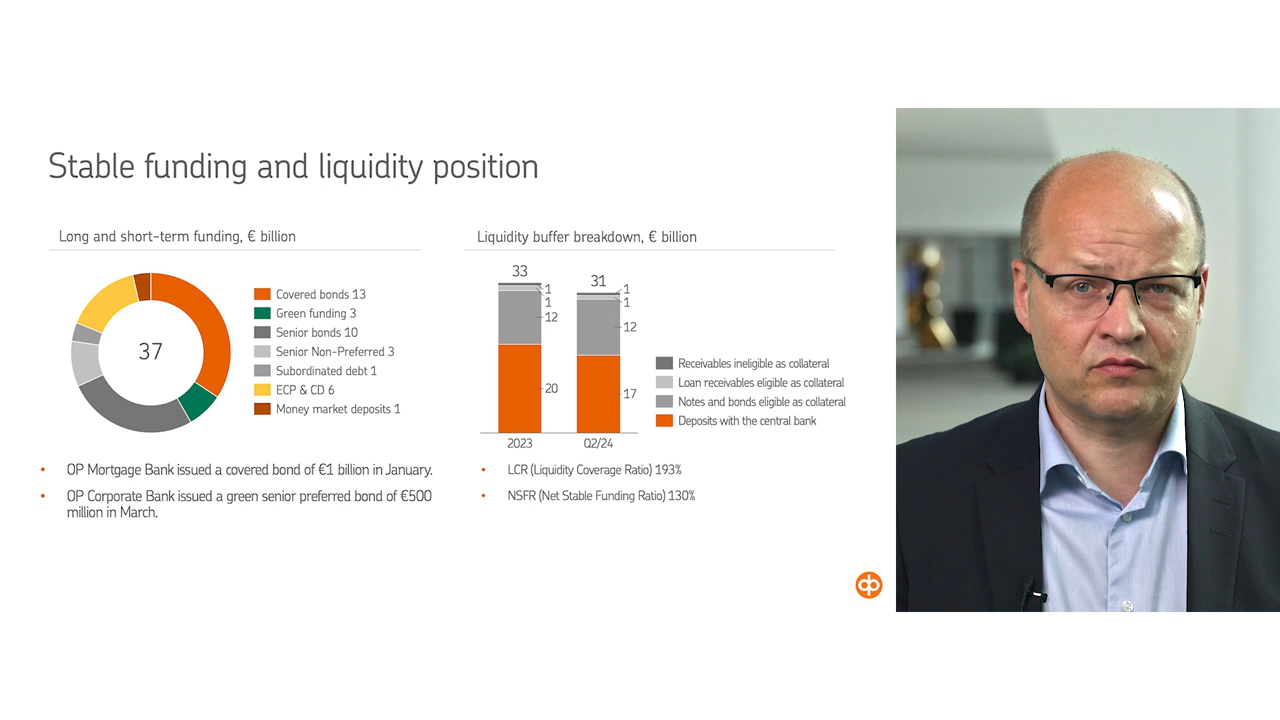 Stable funding and liquidity position
Long and short-term funding, € billion
37
Covered bonds 13
Green funding 3
Senior bonds 10
Senior Non-Preferred 3
Subordinated debt 1
ECP & CD 6
Money market deposits 1
OP Mortgage Bank issued a covered bond of €1 billion in January.
OP Corporate Bank issued a green senior preferred bond of €500
million in March.
Liquidity buffer breakdown, € billion
33
1
1
12
20
2023
31
1
1
12
17
Q2/24
Receivables ineligible as collateral
Loan receivables eligible as collateral
Notes and bonds eligible as collateral
Deposits with the central bank
LCR (Liquidity Coverage Ratio) 193%
NSFR (Net Stable Funding Ratio) 130%
op